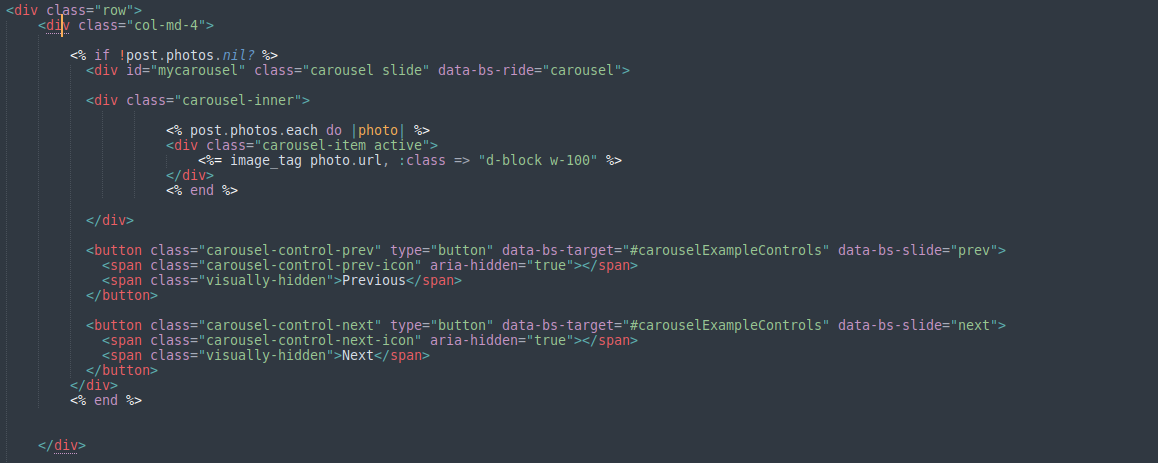 <div class="row">
<div class="col-md-4">
<% if !post.photos.nil? %>
<div id="mycarousel" class="carousel slide" data-bs-ride="carousel">
<div class="carousel-inner">
<% post.photos.each do |photo| %>
<div class="carousel-item active">
<%= image_tag photo.url, :class => "d-block w-100" %>
</div>
<% end %>
</div>
<button class="carousel-control-prev" type="button" data-bs-target="#carouselExampleControls" data-bs-slide="prev">
<span class="carousel-control-prev-icon" aria-hidden="true"></span>
<span class="visually-hidden">Previous</span>
</button>
<button class="carousel-control-next" type="button" data-bs-target="#carouselExampleControls" data-bs-slide="next">
<span class="carousel-control-next-icon" aria-hidden="true"></span>
<span class="visually-hidden">Next</span>
</button>
</div>
<% end %>
</div>